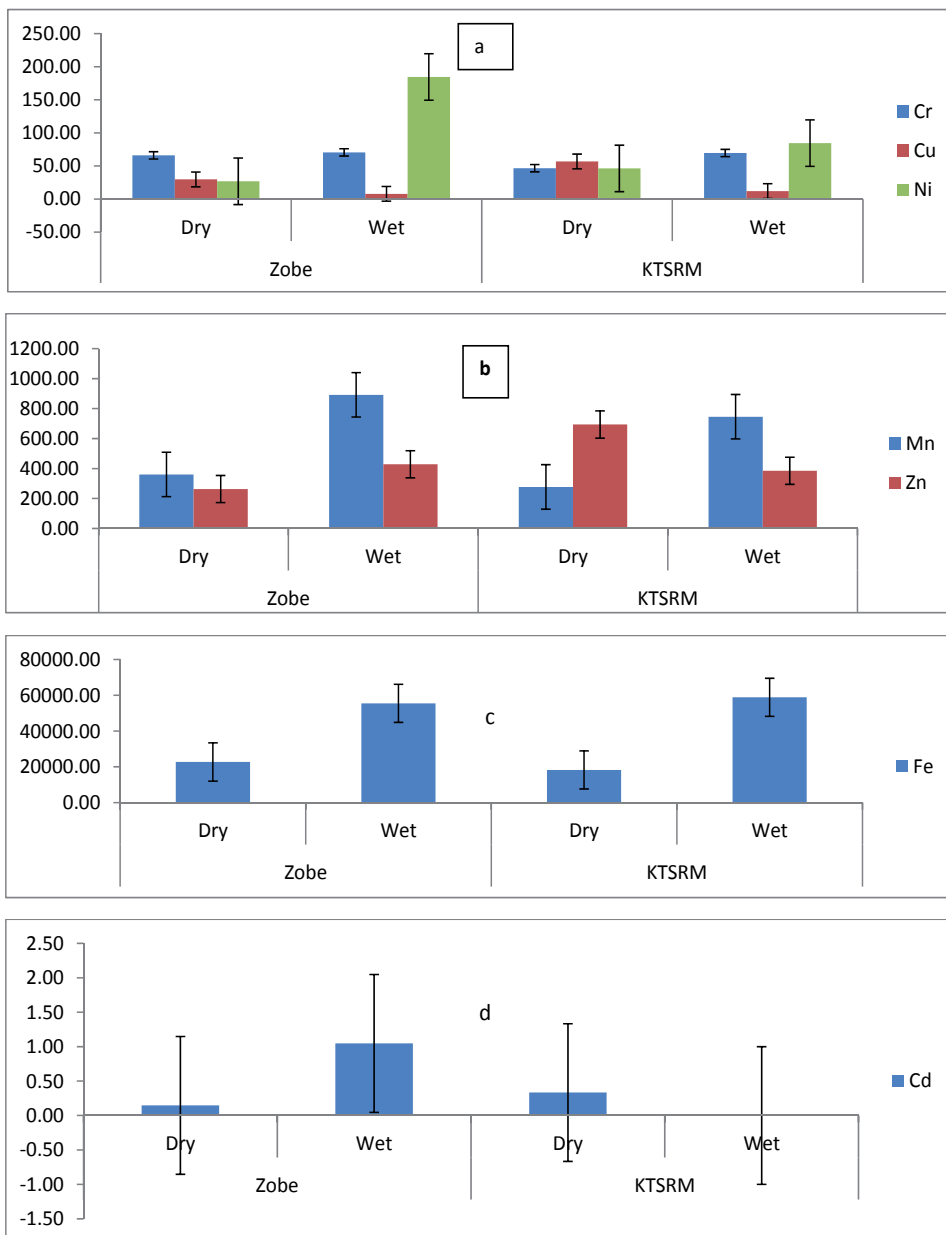 250.00
200.00
150.00
100.00
50.00
0.00
-50.00
a
Cr
Cu
Ni
Dry Wet Dry Wet
Zobe KTSRM
1200.00
1000.00
800.00
600.00
400.00
200.00
0.00
b
Mn
Zn
Dry Wet Dry Wet
Zobe KTSRM
80000.00
60000.00
40000.00
20000.00
0.00
c
Fe
Dry Wet Dry Wet
Zobe KTSRM
2.50
2.00
1.50
1.00
0.50
0.00
-0.50
-1.00
-1.50
d
Cd
Dry Wet Dry Wet
Zobe KTSRM